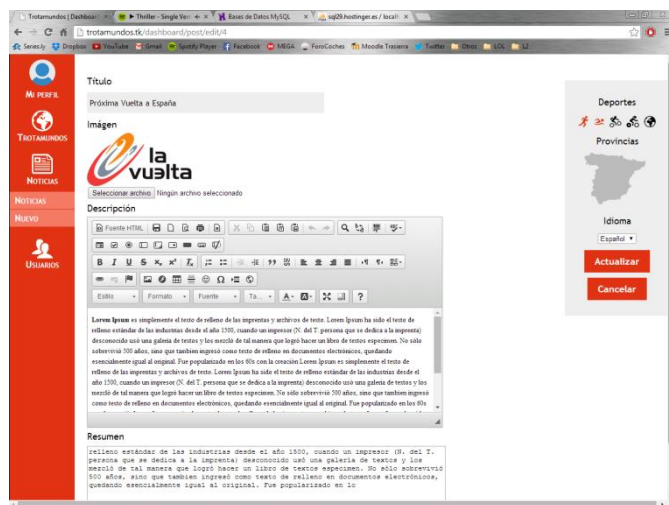 Trotamundos | Dashboar
Thriller - Single Ver
Bases de Datos MySQL
sql29.hostinger.es / local
trotamundos.tk/dashboard/post/edit/4
Series.ly Dropbox YouTube Gmail Spotify Player Facebook MEGA ForoCoches Moodle Trassierra Twitter Otros LOL L2
MI PERFIL
TROTAMUNDOS
NOTICIAS
NOTICIAS
NUEVO
USUARIOS
Título
Próxima Vuelta a España
Imágen
la
vuelta
Seleccionar archivo Ningún archivo seleccionado
Descripción
Fuente HTML
B I U S x₂ x² Tx
Estilo Formato Fuente Ta... A A ?
Lorem Ipsum es simplemente el texto de relleno de las imprentas y archivos de texto. Lorem Ipsum ha sido el texto de
relleno estándar de las industrias desde el año 1500, cuando un impresor (N. del T. persona que se dedica a la imprenta)
desconocido usó una galería de textos y los mezcló de tal manera que logró hacer un libro de textos especimen. No sólo
sobrevivió 500 años, sino que tambien ingresó como texto de relleno en documentos electrónicos, quedando
esencialmente igual al original. Fue popularizado en los 60s con la creación Lorem Ipsum es simplemente el texto de
relleno de las imprentas y archivos de texto. Lorem Ipsum ha sido el texto de relleno estándar de las industrias desde el
año 1500, cuando un impresor (N. del T. persona que se dedica a la imprenta) desconocido usó una galería de textos y los
mezcló de tal manera que logró hacer un libro de textos especimen. No sólo sobrevivió 500 años, sino que tambien ingresó
como texto de relleno en documentos electrónicos, quedando esencialmente igual al original. Fue popularizado en los 60s
Resumen
relleno estándar de las industrias desde el año 1500, cuando un impresor (N. del T.
persona que se dedica a la imprenta) desconocido usó una galería de textos y los
mezcló de tal manera que logró hacer un libro de textos especimen. No sólo sobrevivió
500 años, sino que tambien ingresó como texto de relleno en documentos electrónicos,
quedando esencialmente igual al original. Fue popularizado en lo
Deportes
Provincias
Idioma
Español
Actualizar
Cancelar